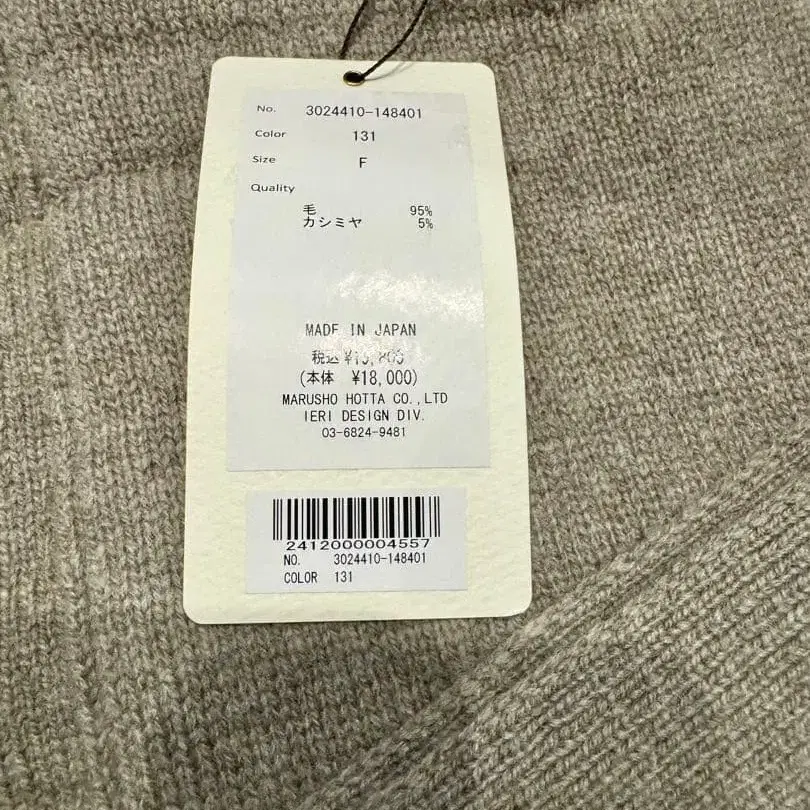 No. 3024410-148401
Color 131
Size F
Quality
毛 95%
カシミヤ 5%
MADE IN JAPAN
税込
(本体 ¥18,000)
MARUSHO HOTTA CO.,LTD
IERI DESIGN DIV.
03-6824-9481
2412000004557
NO. 3024410-148401
COLOR 131